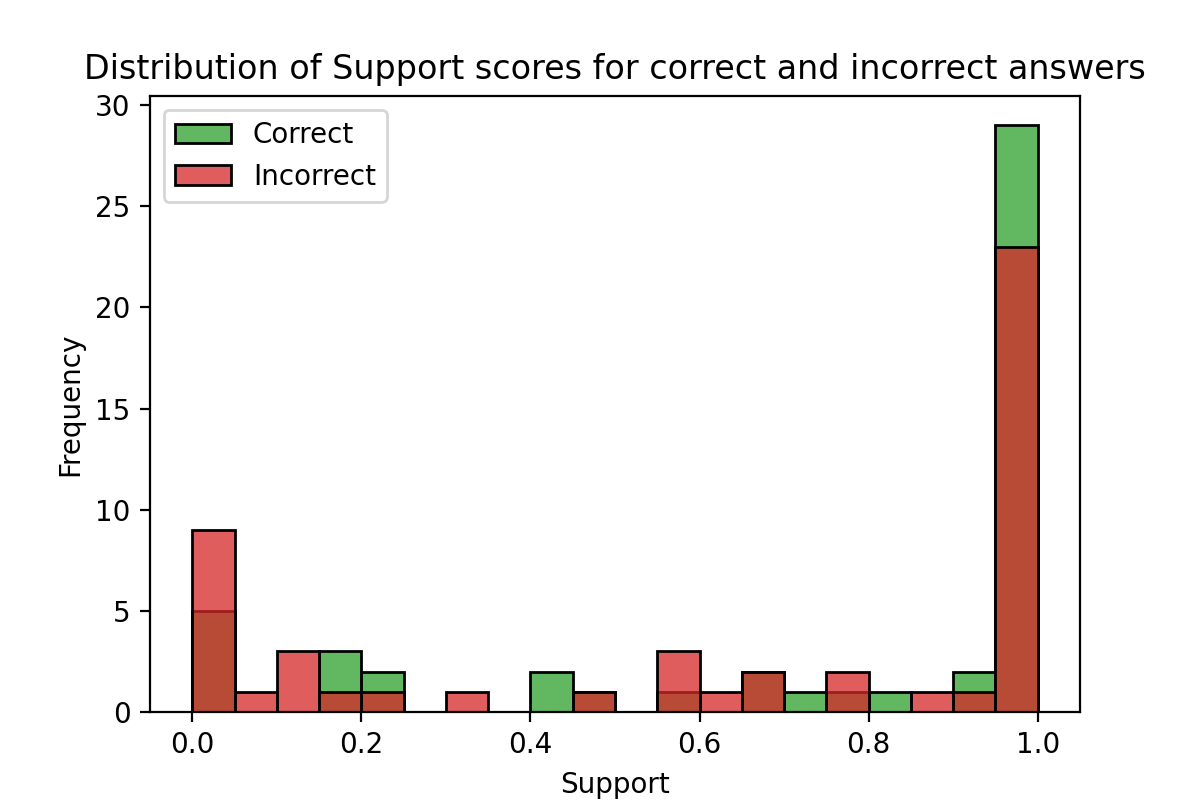 Distribution of Support scores for correct and incorrect answers
Correct
Incorrect
30
25
20
15
10
5
0
Frequency
0.0 0.2 0.4 0.6 0.8 1.0
Support